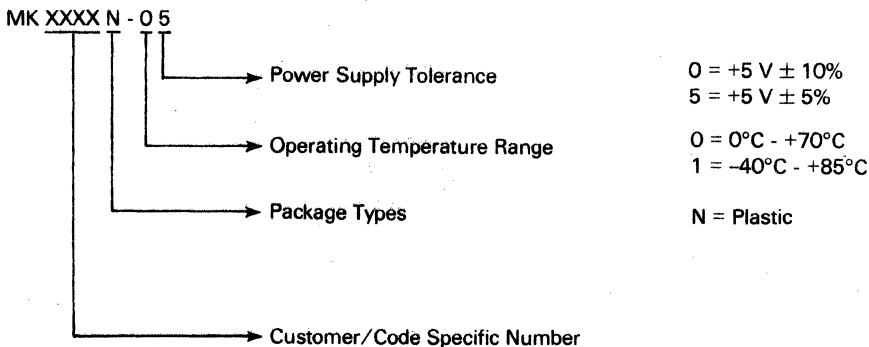 MK XXXX N - 0 5
Power Supply Tolerance 0 = +5 V ± 10%
5 = +5 V ± 5%
Operating Temperature Range 0 = 0°C - +70°C
1 = -40°C - +85°C
Package Types N = Plastic
Customer/Code Specific Number